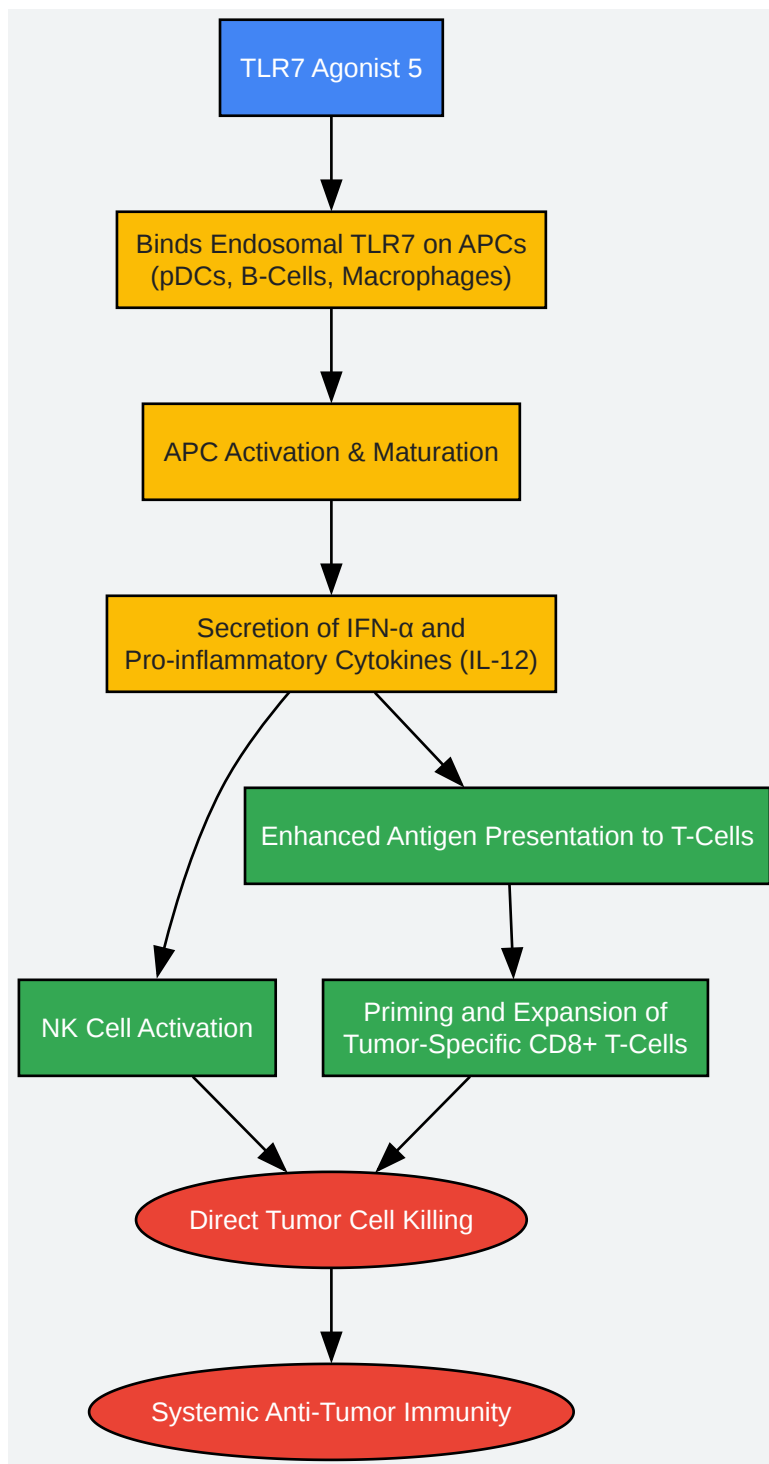 TLR7 Agonist 5
Binds Endosomal TLR7 on APCs
(pDCs, B-Cells, Macrophages)
APC Activation & Maturation
Secretion of IFN-α and
Pro-inflammatory Cytokines (IL-12)
Enhanced Antigen Presentation to T-Cells
NK Cell Activation
Priming and Expansion of
Tumor-Specific CD8+ T-Cells
Direct Tumor Cell Killing
Systemic Anti-Tumor Immunity